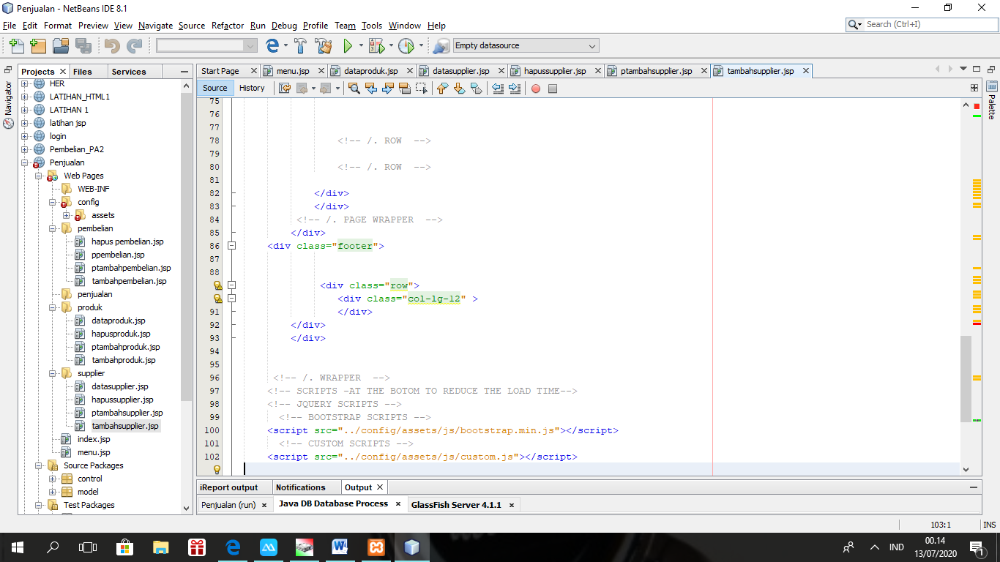 Penjualan - NetBeans IDE 8.1
File Edit Format Preview View Navigate Source Refactor Run Debug Profile Team Tools Window Help
Search (Ctrl+I)
Empty datasource
Navigator
Projects Files Services
HER
LATIHAN_HTML1
LATIHAN 1
latihan jsp
login
Pembelian_PA2
Penjualan
Web Pages
WEB-INF
config
assets
pembelian
hapus pembelian.jsp
ppembelian.jsp
ptambahpembelian.jsp
tambahpembelian.jsp
penjualan
produk
dataproduk.jsp
hapusproduk.jsp
ptambahproduk.jsp
tambahproduk.jsp
supplier
datasupplier.jsp
hapussupplier.jsp
ptambahsupplier.jsp
tambahsupplier.jsp
index.jsp
menu.jsp
Source Packages
control
model
Test Packages
Start Page menu.jsp dataproduk.jsp datasupplier.jsp hapussupplier.jsp ptambahsupplier.jsp tambahsupplier.jsp
Source History
75
76
77
78 <!-- /. ROW  -->
79
80 <!-- /. ROW  -->
81
82 </div>
83 </div>
84 <!-- /. PAGE WRAPPER  -->
85 </div>
86 <div class="footer">
87
88
<div class="row">
<div class="col-lg-12" >
91 </div>
92 </div>
93 </div>
94
95
96 <!-- /. WRAPPER  -->
97 <!-- SCRIPTS -AT THE BOTOM TO REDUCE THE LOAD TIME-->
98 <!-- JQUERY SCRIPTS -->
99 <!-- BOOTSTRAP SCRIPTS -->
100 <script src="../config/assets/js/bootstrap.min.js"></script>
101 <!-- CUSTOM SCRIPTS -->
102 <script src="../config/assets/js/custom.js"></script>
Palette
iReport output Notifications Output
Penjualan (run) Java DB Database Process GlassFish Server 4.1.1
103:1 INS
IND
00.14
13/07/2020
1